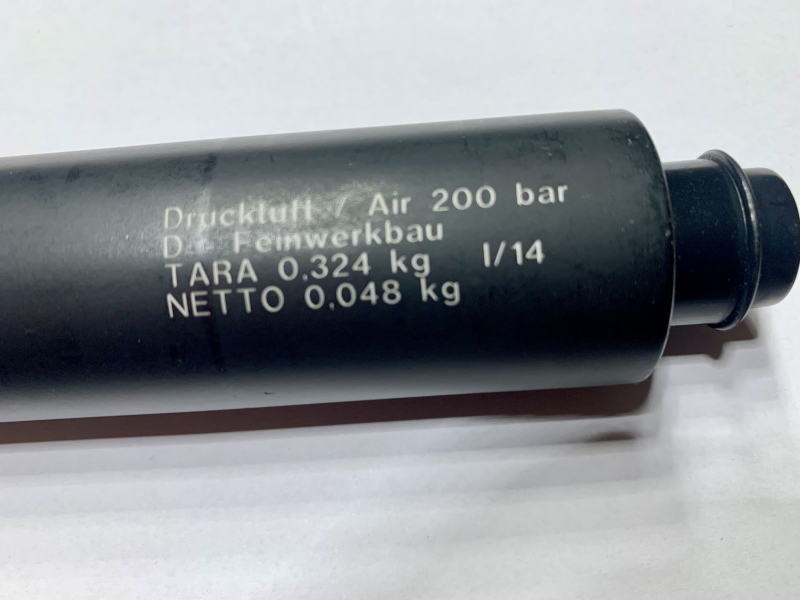 Druckluft / Air 200 bar
D Feinwerkbau
TARA 0,324 kg I/14
NETTO 0,048 kg